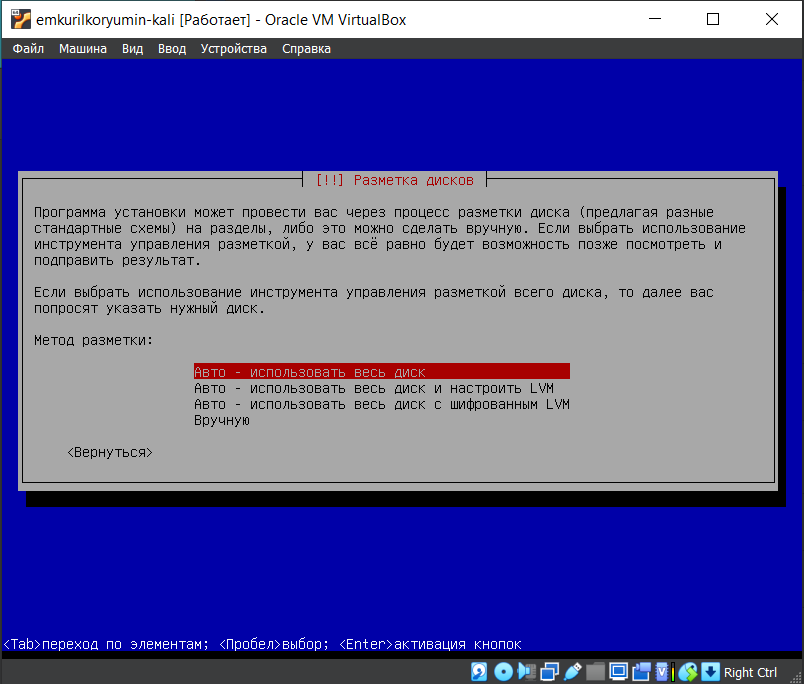 emkurilkoryumin-kali [Работает] - Oracle VM VirtualBox
Файл Машина Вид Ввод Устройства Справка
[!!] Разметка дисков
Программа установки может провести вас через процесс разметки диска (предлагая разные
стандартные схемы) на разделы, либо это можно сделать вручную. Если выбрать использование
инструмента управления разметкой, у вас всё равно будет возможность позже посмотреть и
подправить результат.
Если выбрать использование инструмента управления разметкой всего диска, то далее вас
попросят указать нужный диск.
Метод разметки:
Авто - использовать весь диск
Авто - использовать весь диск и настроить LVM
Авто - использовать весь диск с шифрованным LVM
Вручную
<Вернуться>
<Tab>переход по элементам; <Пробел>выбор; <Enter>активация кнопок
Right Ctrl